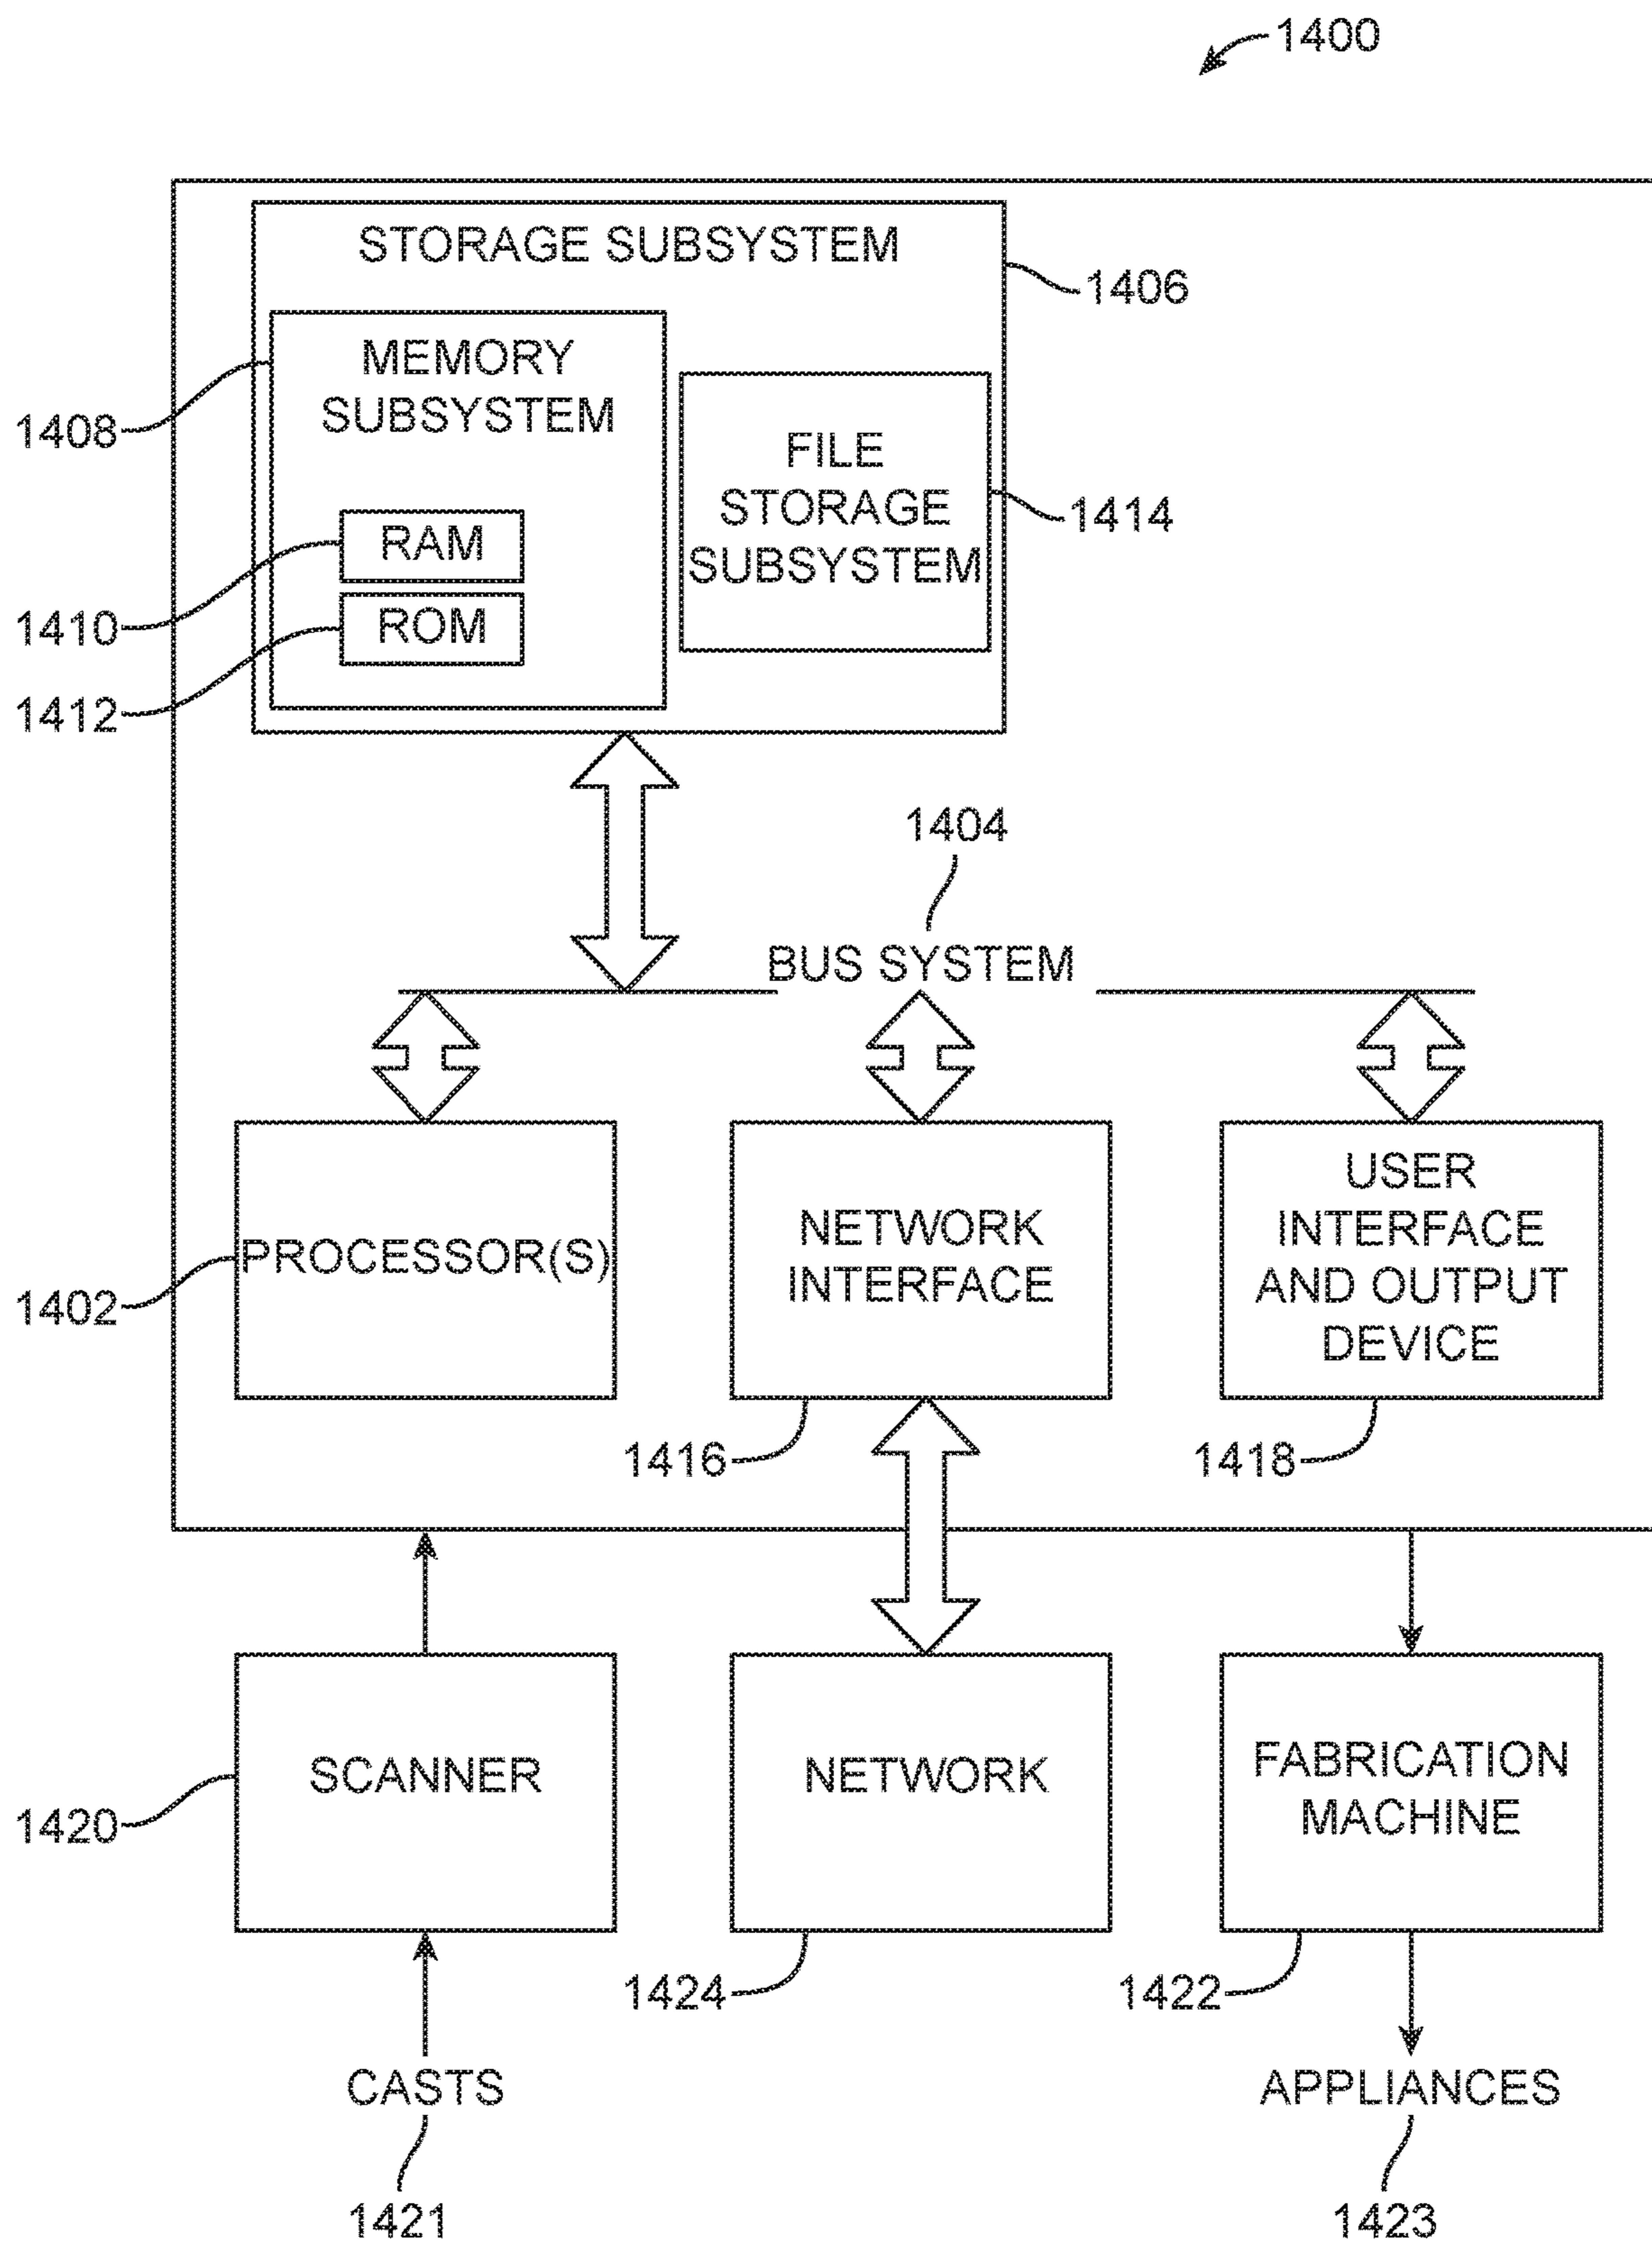 1400
STORAGE SUBSYSTEM
1406
MEMORY
SUBSYSTEM
1408
FILE
STORAGE
SUBSYSTEM
1414
RAM
1410
ROM
1412
1404
BUS SYSTEM
PROCESSOR(S)
1402
NETWORK
INTERFACE
1416
USER
INTERFACE
AND OUTPUT
DEVICE
1418
SCANNER
1420
NETWORK
1424
FABRICATION
MACHINE
1422
CASTS
1421
APPLIANCES
1423